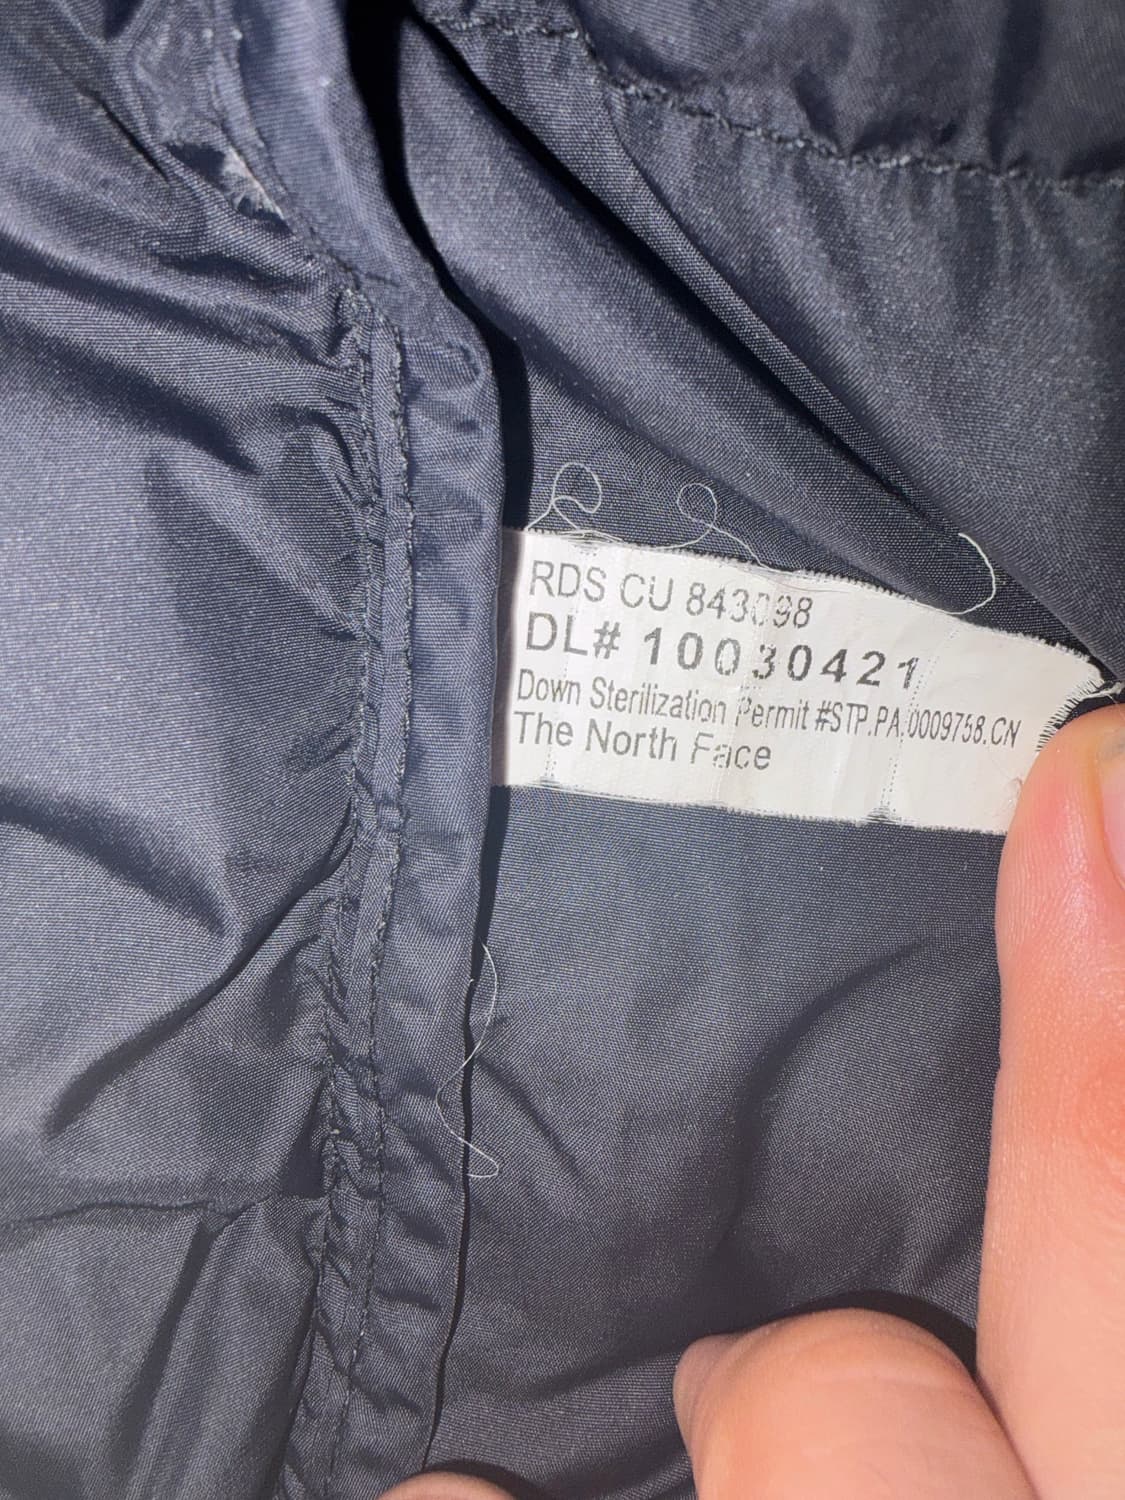 RDS CU 843098
DL# 10030421
Down Sterilization Permit #STP.PA.0009758.CN
The North Face